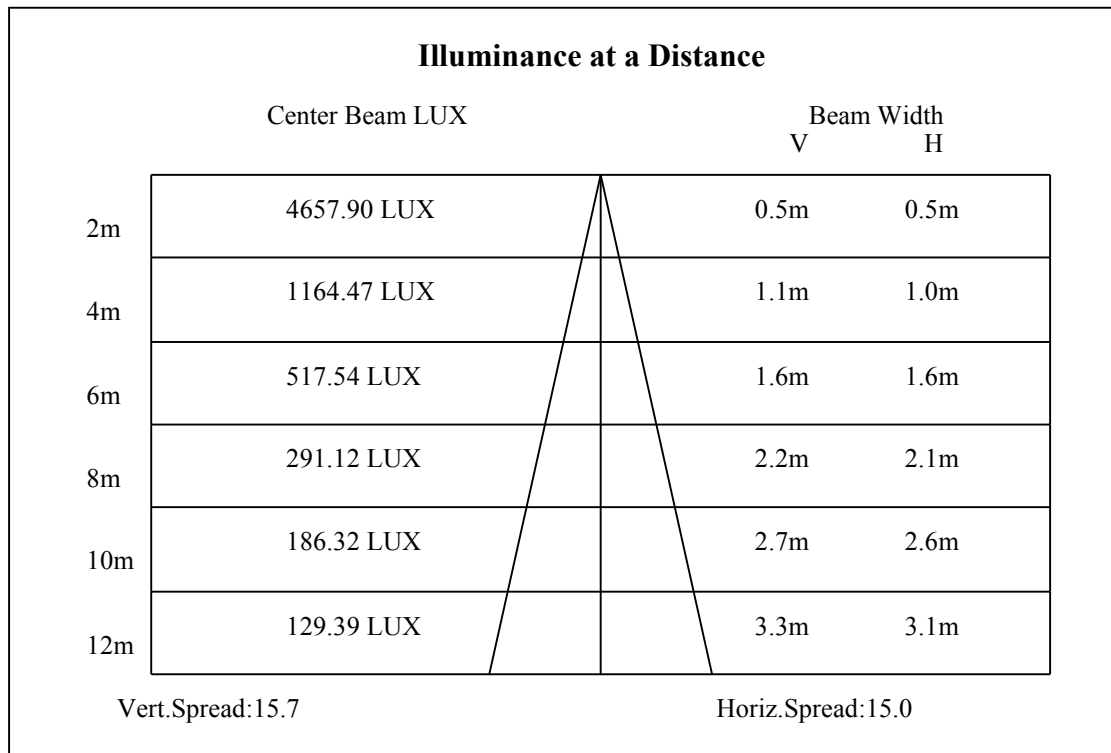 Illuminance at a Distance
Center Beam LUX Beam Width
V H
2m 4657.90 LUX 0.5m 0.5m
4m 1164.47 LUX 1.1m 1.0m
6m 517.54 LUX 1.6m 1.6m
8m 291.12 LUX 2.2m 2.1m
10m 186.32 LUX 2.7m 2.6m
12m 129.39 LUX 3.3m 3.1m
Vert.Spread:15.7 Horiz.Spread:15.0